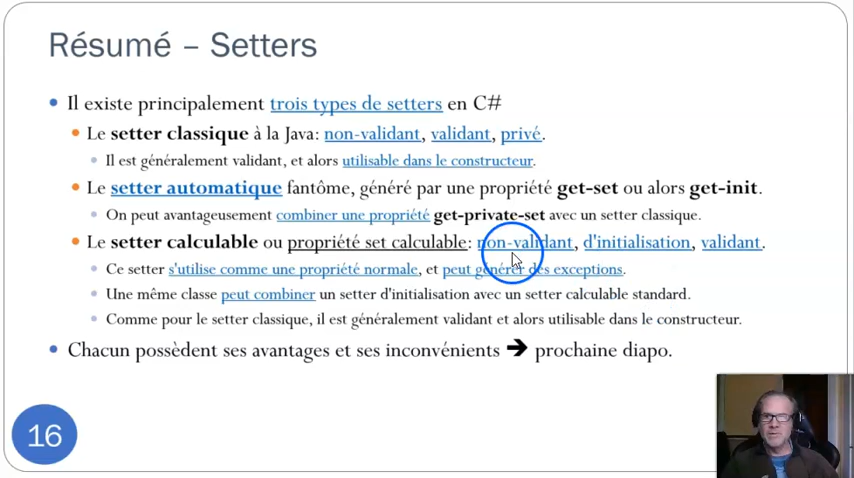 Résumé – Setters
• Il existe principalement trois types de setters en C#
• Le setter classique à la Java: non-validant, validant, privé.
• Il est généralement validant, et alors utilisable dans le constructeur.
• Le setter automatique fantôme, généré par une propriété get-set ou alors get-init.
• On peut avantageusement combiner une propriété get-private-set avec un setter classique.
• Le setter calculable ou propriété set calculable: non-validant, d'initialisation, validant.
• Ce setter s'utilise comme une propriété normale, et peut générer des exceptions.
• Une même classe peut combiner un setter d'initialisation avec un setter calculable standard.
• Comme pour le setter classique, il est généralement validant et alors utilisable dans le constructeur.
• Chacun possèdent ses avantages et ses inconvénients ➔ prochaine diapo.
16